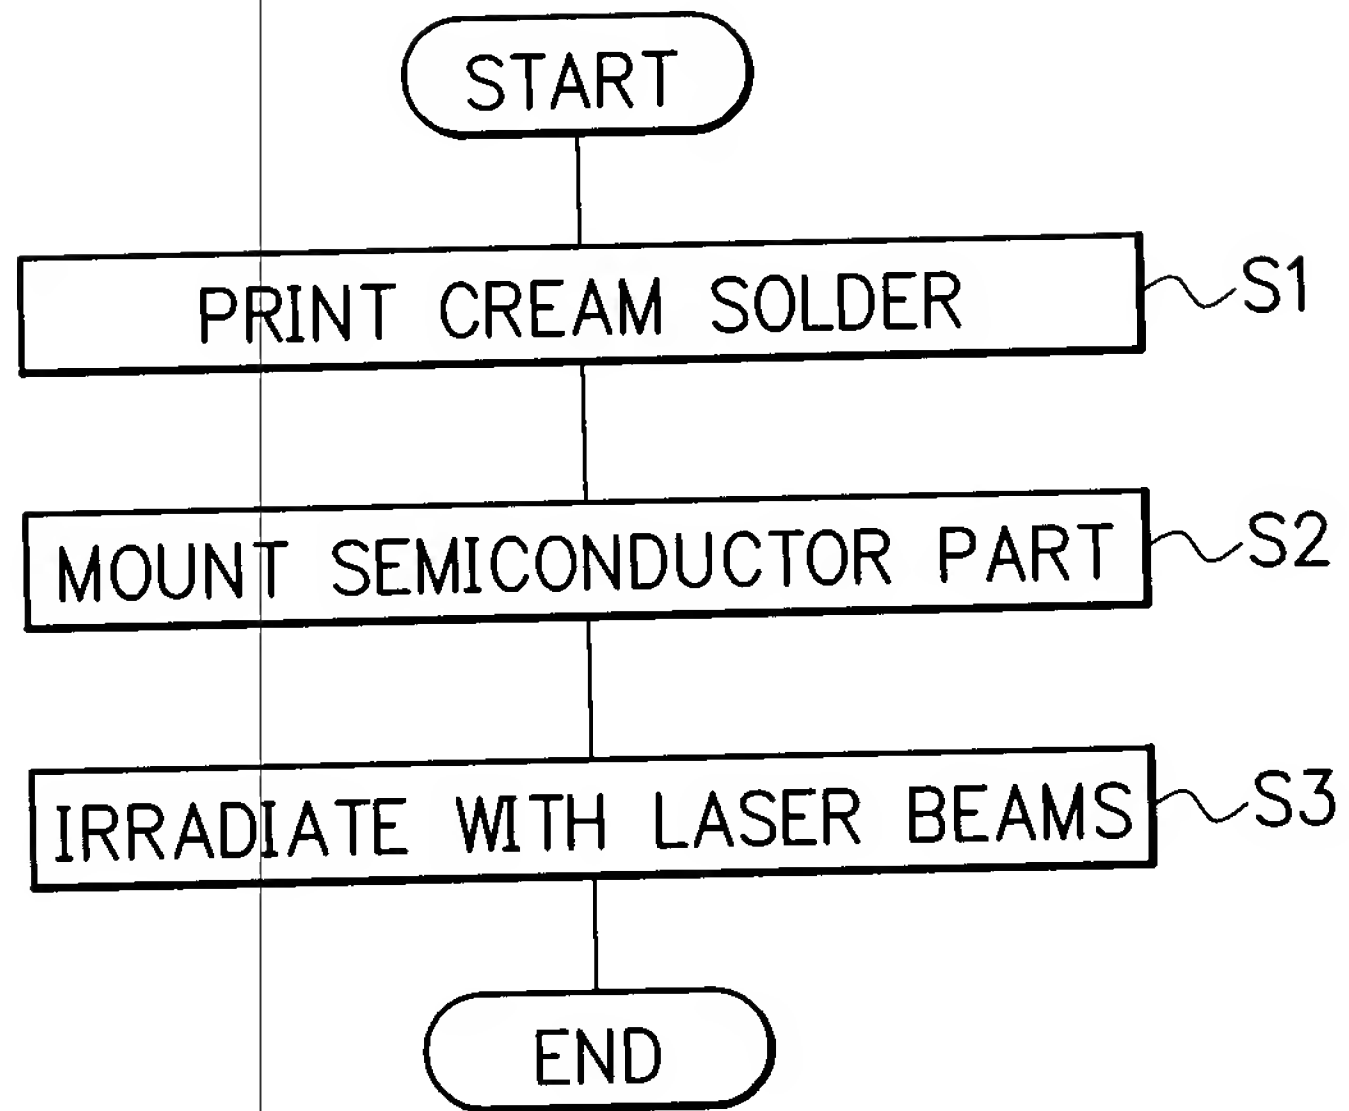 START
PRINT CREAM SOLDER S1
MOUNT SEMICONDUCTOR PART S2
IRRADIATE WITH LASER BEAMS S3
END